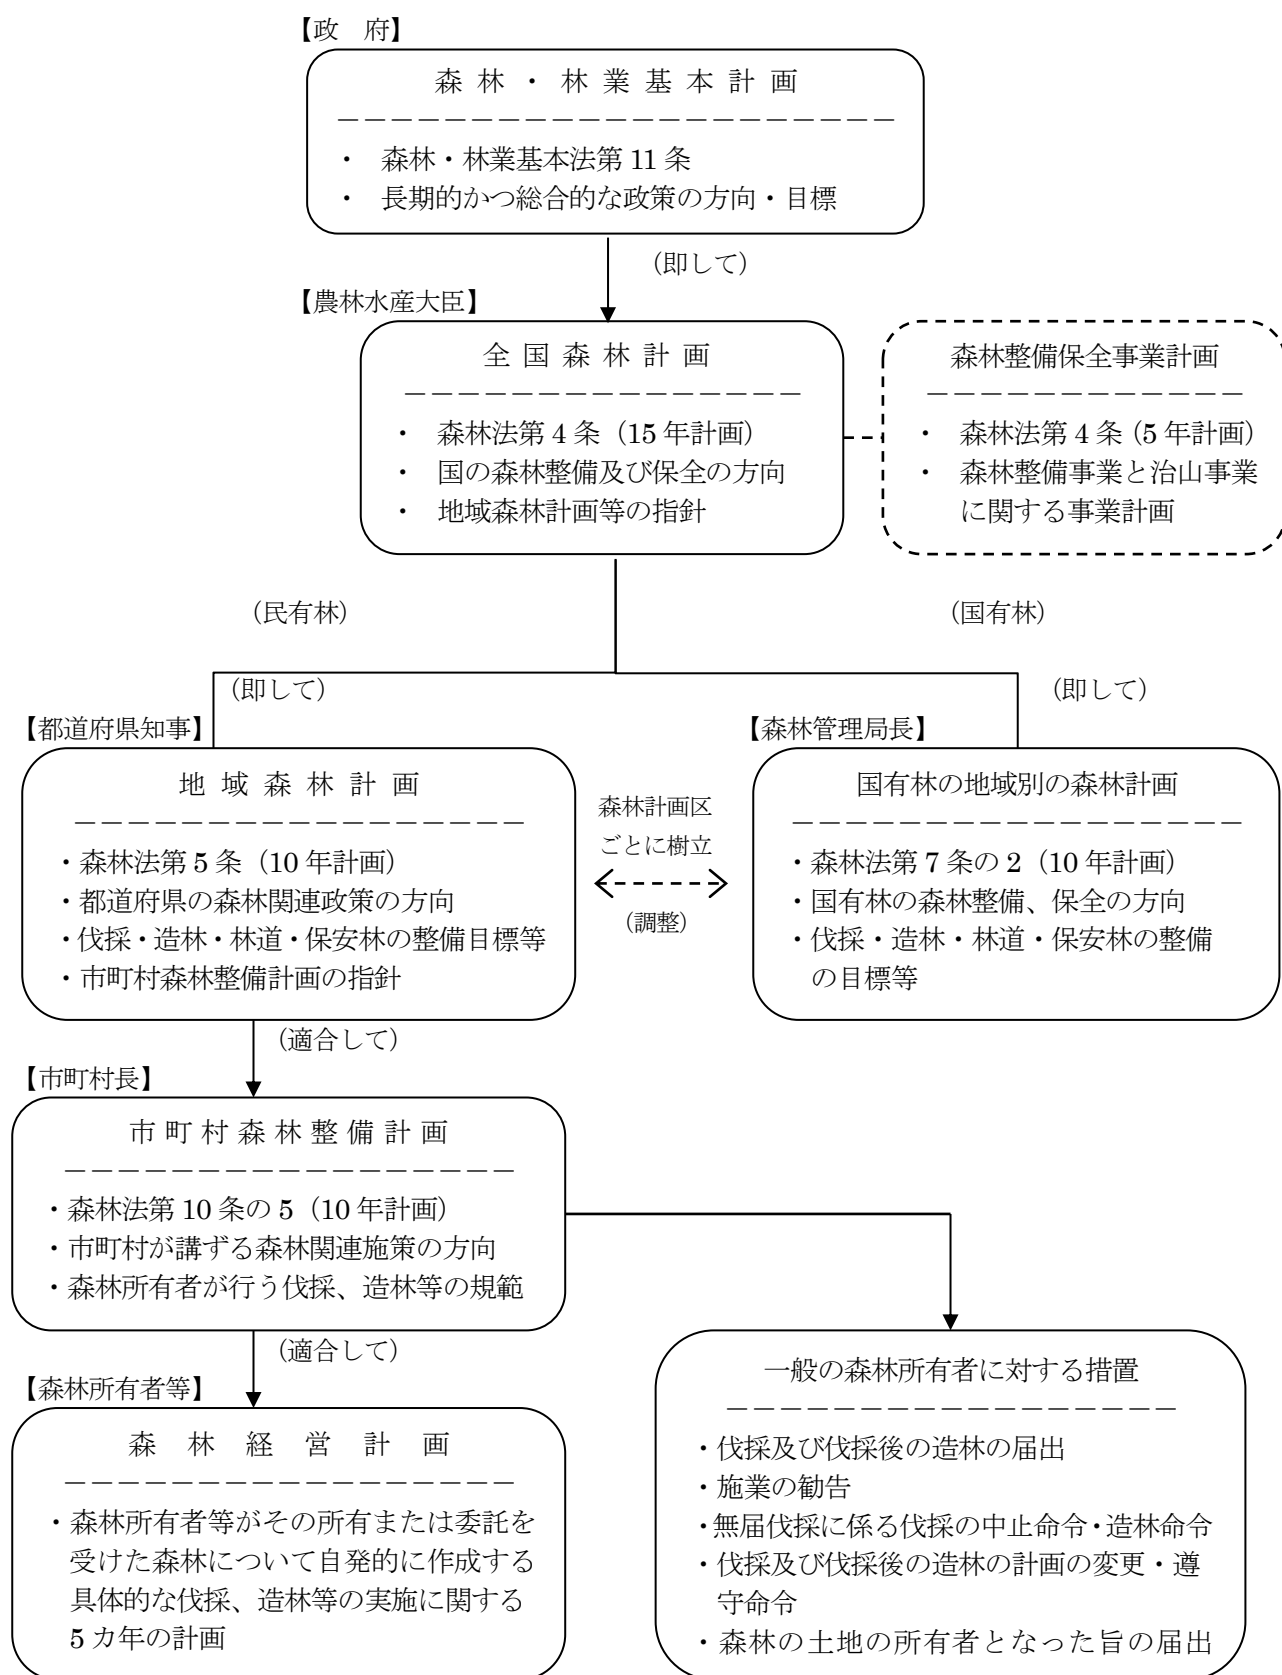 【政　府】
森林・林業基本計画
・　森林・林業基本法第 11 条
・　長期的かつ総合的な政策の方向・目標
（即して）
【農林水産大臣】
全国森林計画
・　森林法第 4 条（15 年計画）
・　国の森林整備及び保全の方向
・　地域森林計画等の指針
森林整備保全事業計画
・　森林法第 4 条（5 年計画）
・　森林整備事業と治山事業
に関する事業計画
（民有林）
（国有林）
（即して）
（即して）
【都道府県知事】
地域森林計画
・森林法第 5 条（10 年計画）
・都道府県の森林関連政策の方向
・伐採・造林・林道・保安林の整備目標等
・市町村森林整備計画の指針
森林計画区
ごとに樹立
（調整）
【森林管理局長】
国有林の地域別の森林計画
・森林法第 7 条の 2（10 年計画）
・国有林の森林整備、保全の方向
・伐採・造林・林道・保安林の整備
の目標等
（適合して）
【市町村長】
市町村森林整備計画
・森林法第 10 条の 5（10 年計画）
・市町村が講ずる森林関連施策の方向
・森林所有者が行う伐採、造林等の規範
（適合して）
【森林所有者等】
森林経営計画
・森林所有者等がその所有または委託を
受けた森林について自発的に作成する
具体的な伐採、造林等の実施に関する
5 カ年の計画
一般の森林所有者に対する措置
・伐採及び伐採後の造林の届出
・施業の勧告
・無届伐採に係る伐採の中止命令・造林命令
・伐採及び伐採後の造林の計画の変更・遵
守命令
・森林の土地の所有者となった旨の届出